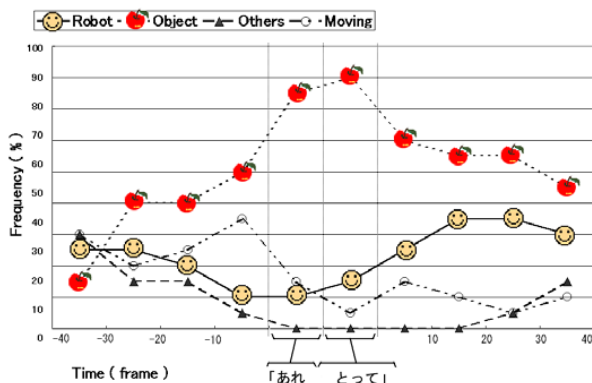 Robot Object Others Moving
100
90
80
70
60
50
40
30
20
10
0
Frequency ( % )
-40 -30 -20 -10 10 20 30 40
Time ( frame )
「あれ とって」